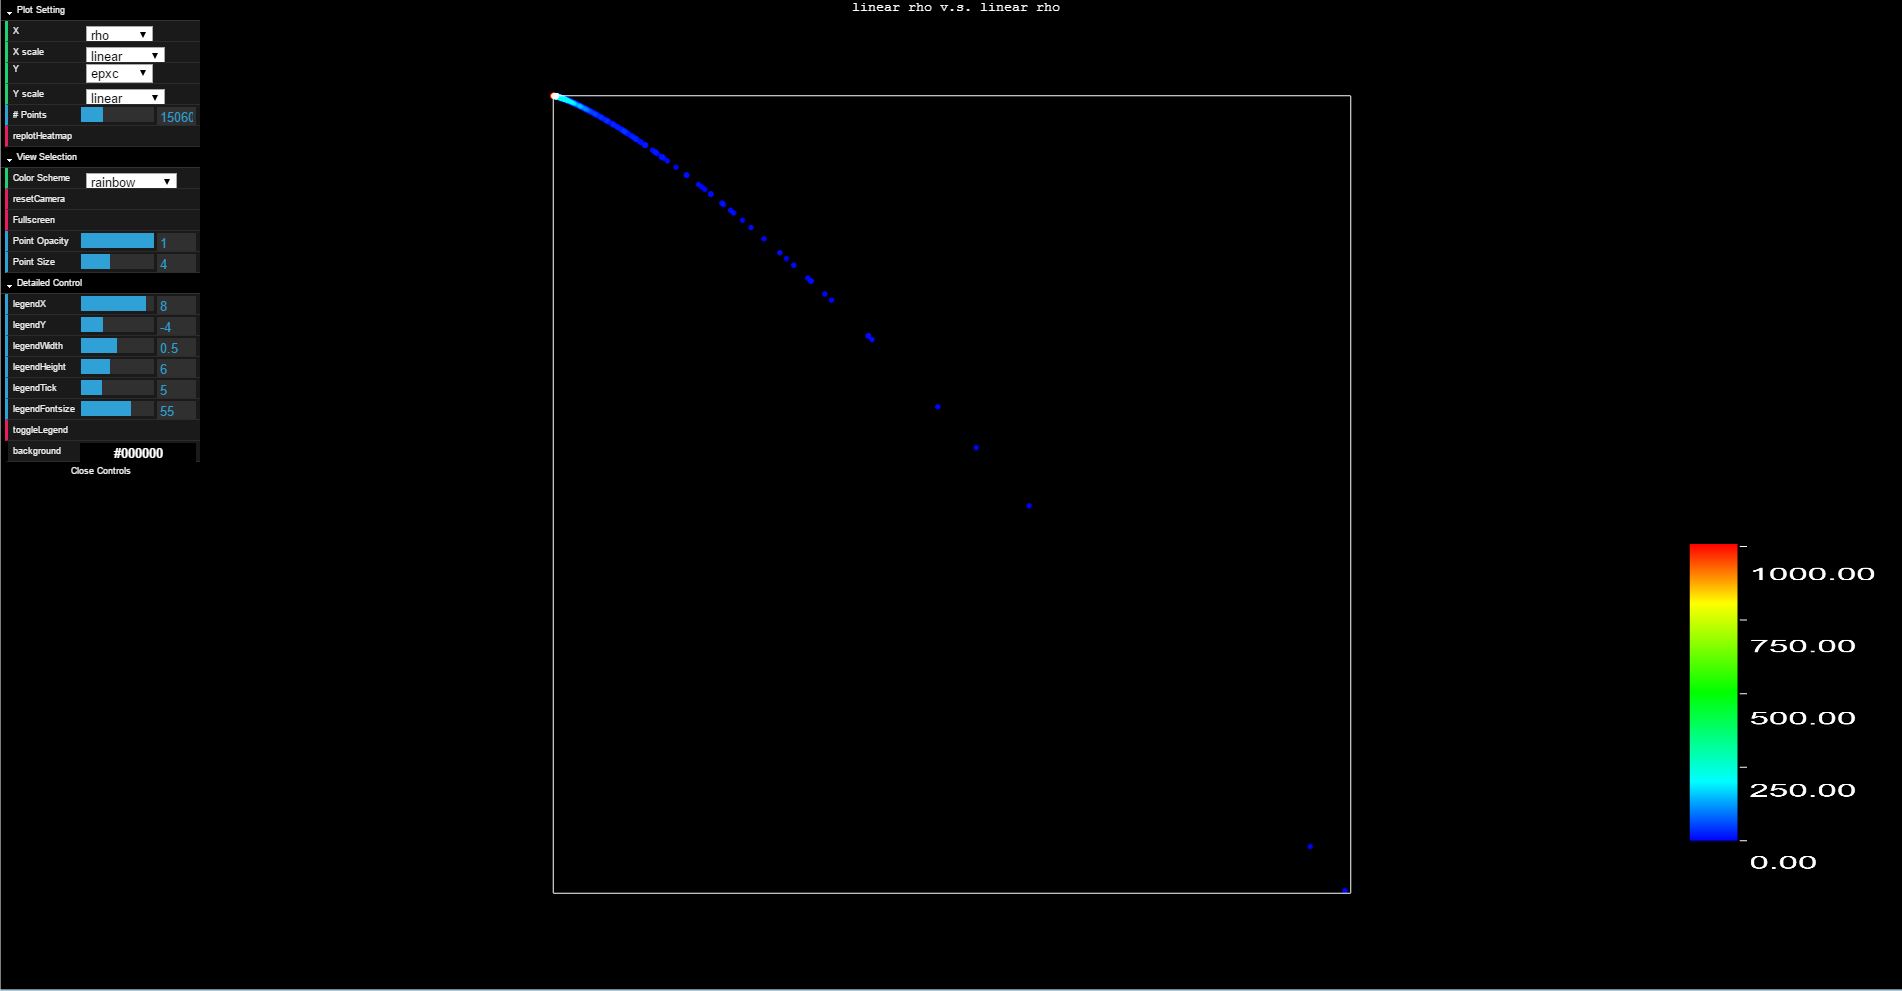 linear rho v.s. linear rho
Plot Setting
X rho
X scale linear
Y epxc
Y scale linear
# Points 15060
replotHeatmap
View Selection
Color Scheme rainbow
resetCamera
Fullscreen
Point Opacity 1
Point Size 4
Detailed Control
legendX 8
legendY -4
legendWidth 0.5
legendHeight 6
legendTick 5
legendFontsize 55
toggleLegend
background #000000
Close Controls
1000.00
750.00
500.00
250.00
0.00